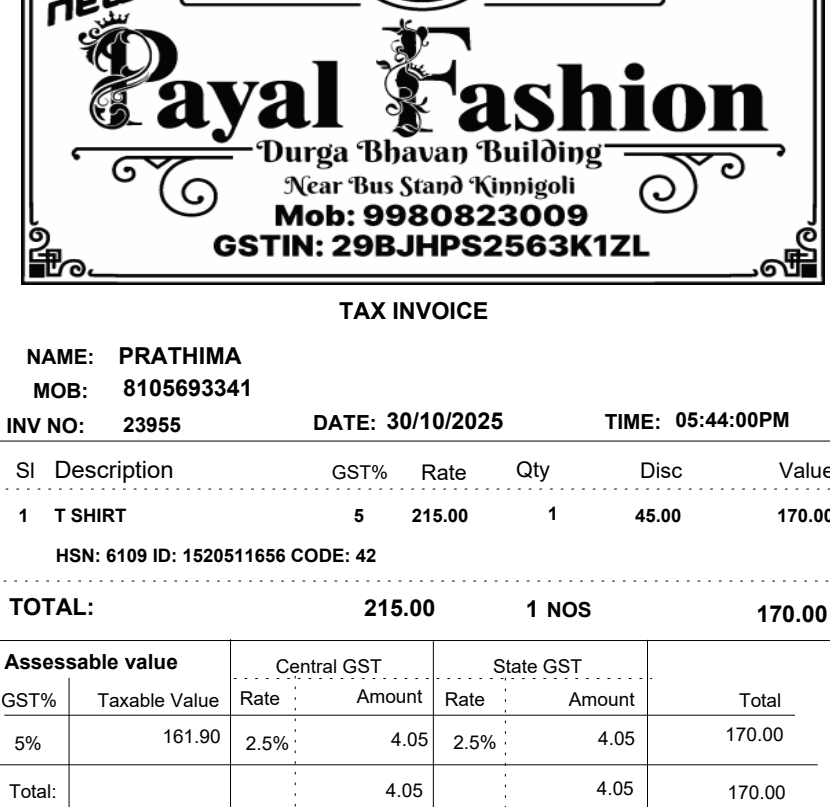 new
Payal Fashion
Durga Bhavan Building
Near Bus Stand Kinnigoli
Mob: 9980823009
GSTIN: 29BJHPS2563K1ZL
TAX INVOICE
NAME: PRATHIMA
MOB: 8105693341
INV NO: 23955 DATE: 30/10/2025 TIME: 05:44:00PM
Sl Description GST% Rate Qty Disc Value
1 T SHIRT 5 215.00 1 45.00 170.00
HSN: 6109 ID: 1520511656 CODE: 42
TOTAL: 215.00 1 NOS 170.00
Assessable value Central GST State GST
GST% Taxable Value Rate Amount Rate Amount Total
5% 161.90 2.5% 4.05 2.5% 4.05 170.00
Total: 4.05 4.05 170.00